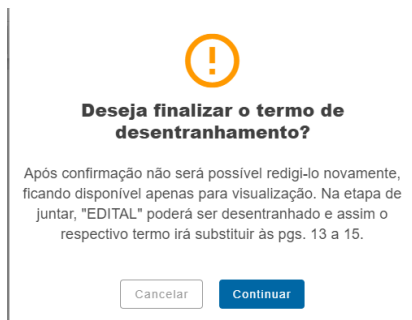 Deseja finalizar o termo de
desentranhamento?
Após confirmação não será possível redigi-lo novamente,
ficando disponível apenas para visualização. Na etapa de
juntar, "EDITAL" poderá ser desentranhado e assim o
respectivo termo irá substituir às pgs. 13 a 15.
Cancelar Continuar